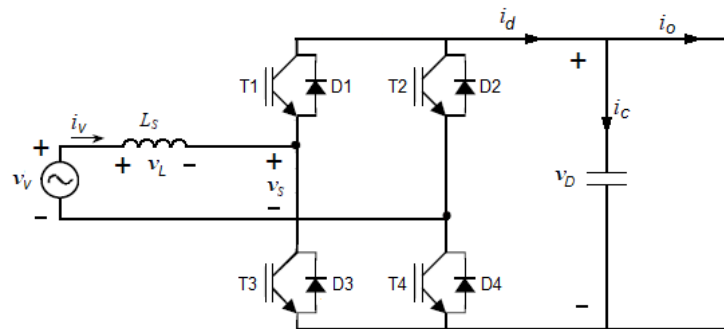 i_d
i_o
+
T1
D1
T2
D2
i_V
L_S
i_c
+
+
v_L
−
+
v_V
v_s
v_D
−
−
T3
D3
T4
D4
−